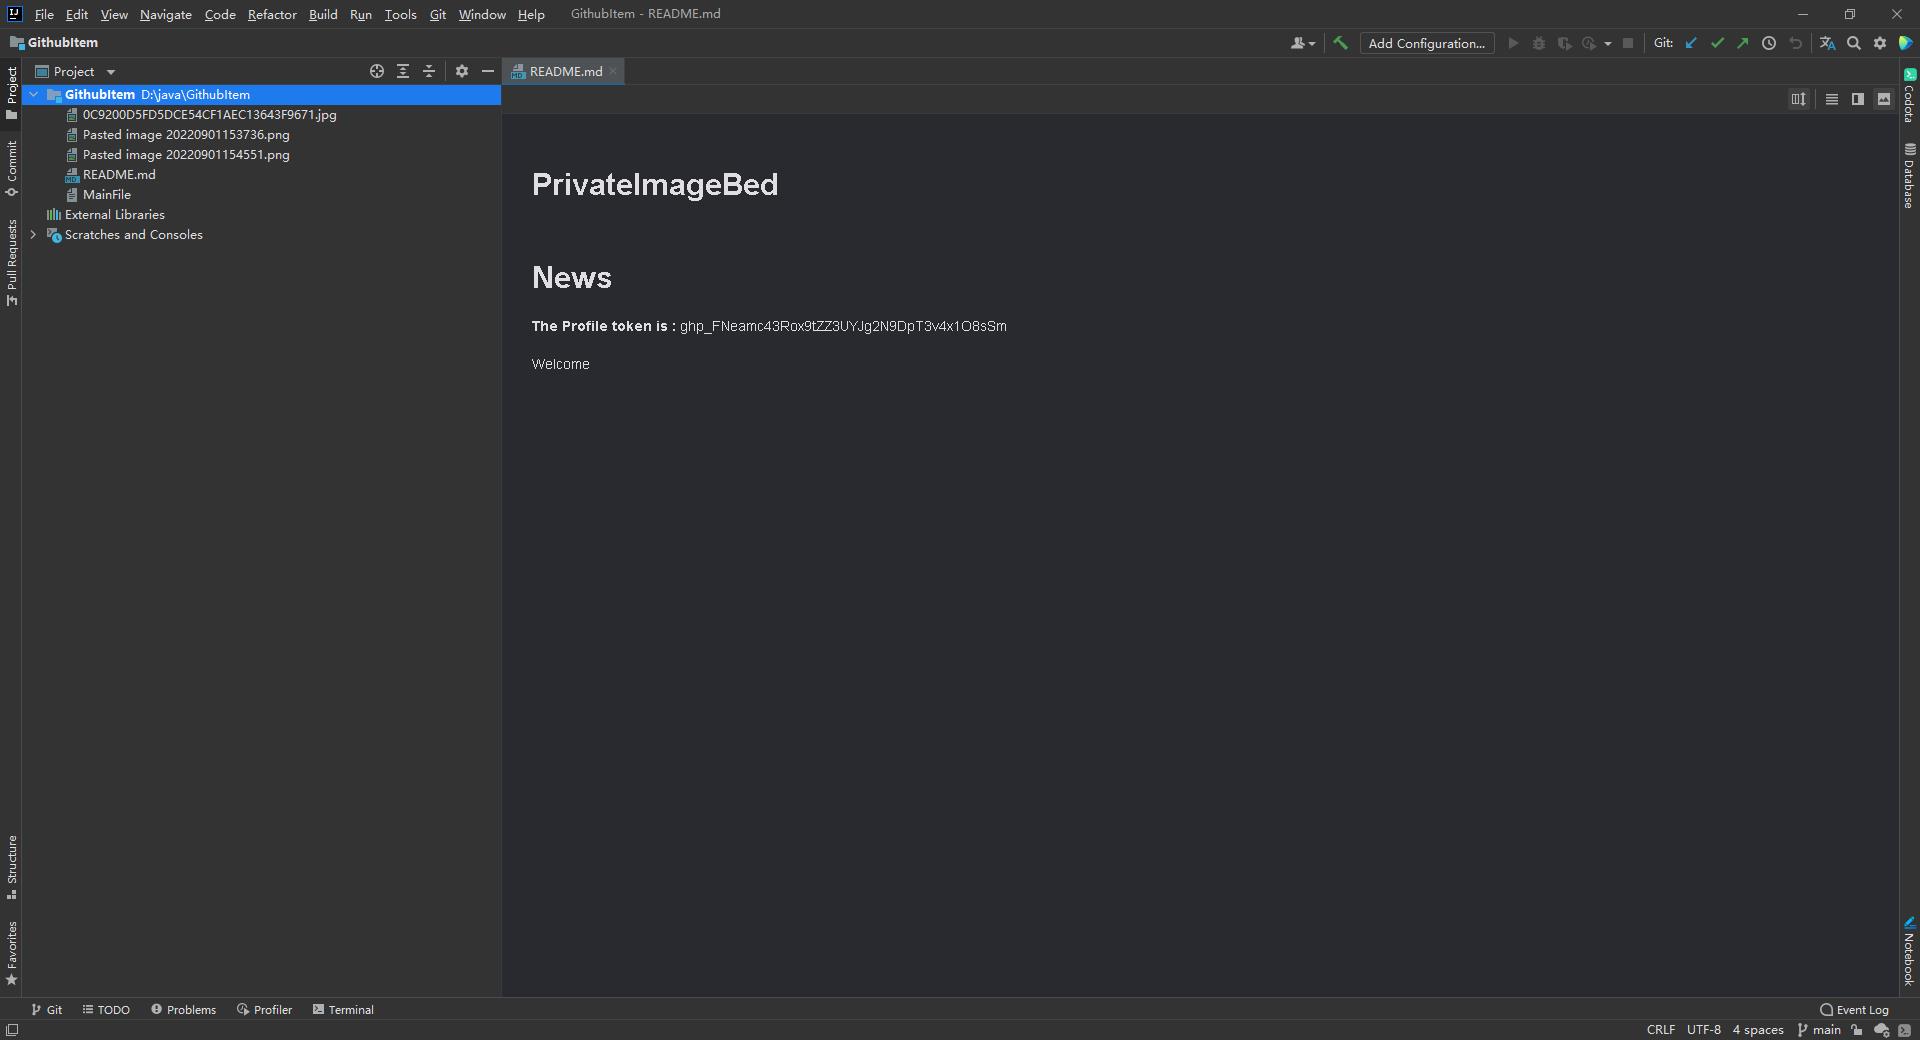 File Edit View Navigate Code Refactor Build Run Tools Git Window Help GithubItem - README.md
GithubItem
Add Configuration...
Git:
Project
README.md
GithubItem D:\java\GithubItem
0C9200D5FD5DCE54CF1AEC13643F9671.jpg
Pasted image 20220901153736.png
Pasted image 20220901154551.png
README.md
MainFile
External Libraries
Scratches and Consoles
Project
Commit
Pull Requests
Structure
Favorites
PrivateImageBed
News
The Profile token is : 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
Welcome
Codota
Database
Notebook
Git TODO Problems Profiler Terminal
Event Log
CRLF UTF-8 4 spaces main